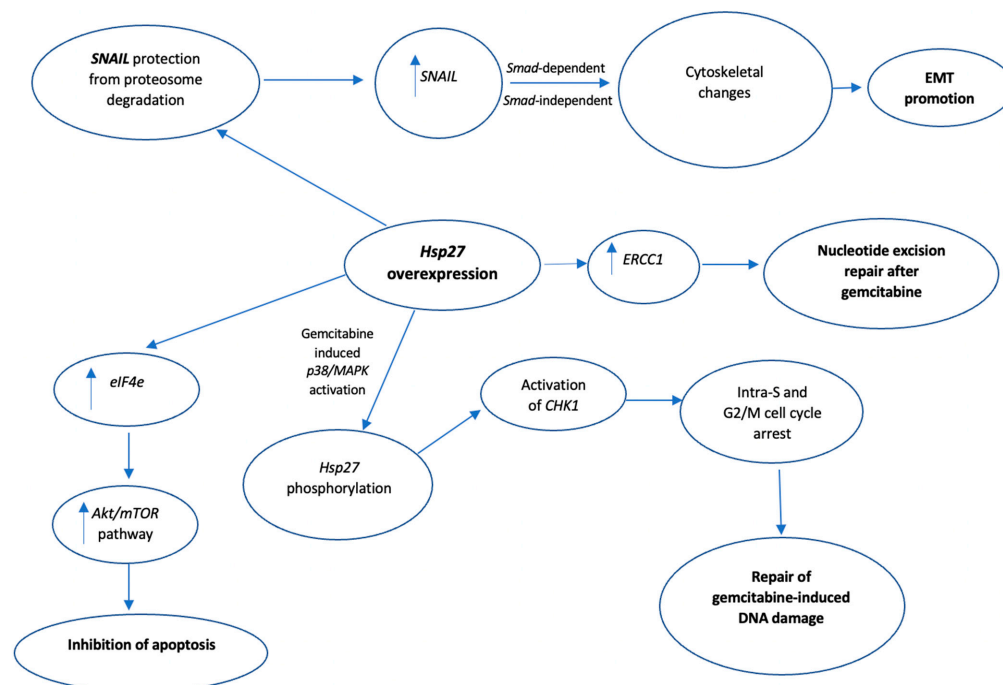 SNAIL protection
from proteosome
degradation
SNAIL
Smad-dependent
Smad-independent
Cytoskeletal
changes
EMT
promotion
Hsp27
overexpression
ERCC1
Nucleotide excision
repair after
gemcitabine
Gemcitabine
induced
p38/MAPK
activation
eIF4e
Activation
of CHK1
Intra-S and
G2/M cell cycle
arrest
Hsp27
phosphorylation
Akt/mTOR
pathway
Repair of
gemcitabine-induced
DNA damage
Inhibition of apoptosis